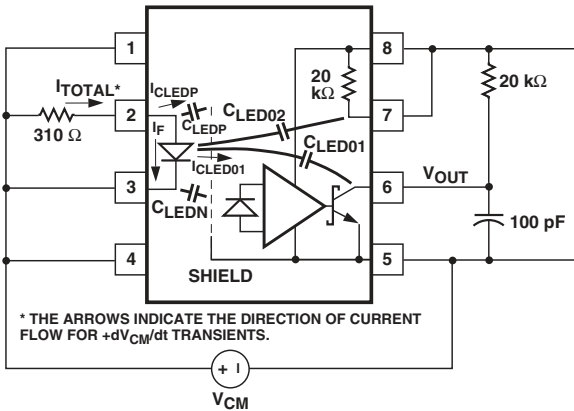 1
8
I_TOTAL*
I_CLEDP
20
kΩ
20 kΩ
2
C_LEDP
C_LED02
7
310 Ω
I_F
C_LED01
I_CLED01
3
6
V_OUT
C_LEDN
100 pF
4
5
SHIELD
* THE ARROWS INDICATE THE DIRECTION OF CURRENT
FLOW FOR +dV_CM/dt TRANSIENTS.
+ I
V_CM